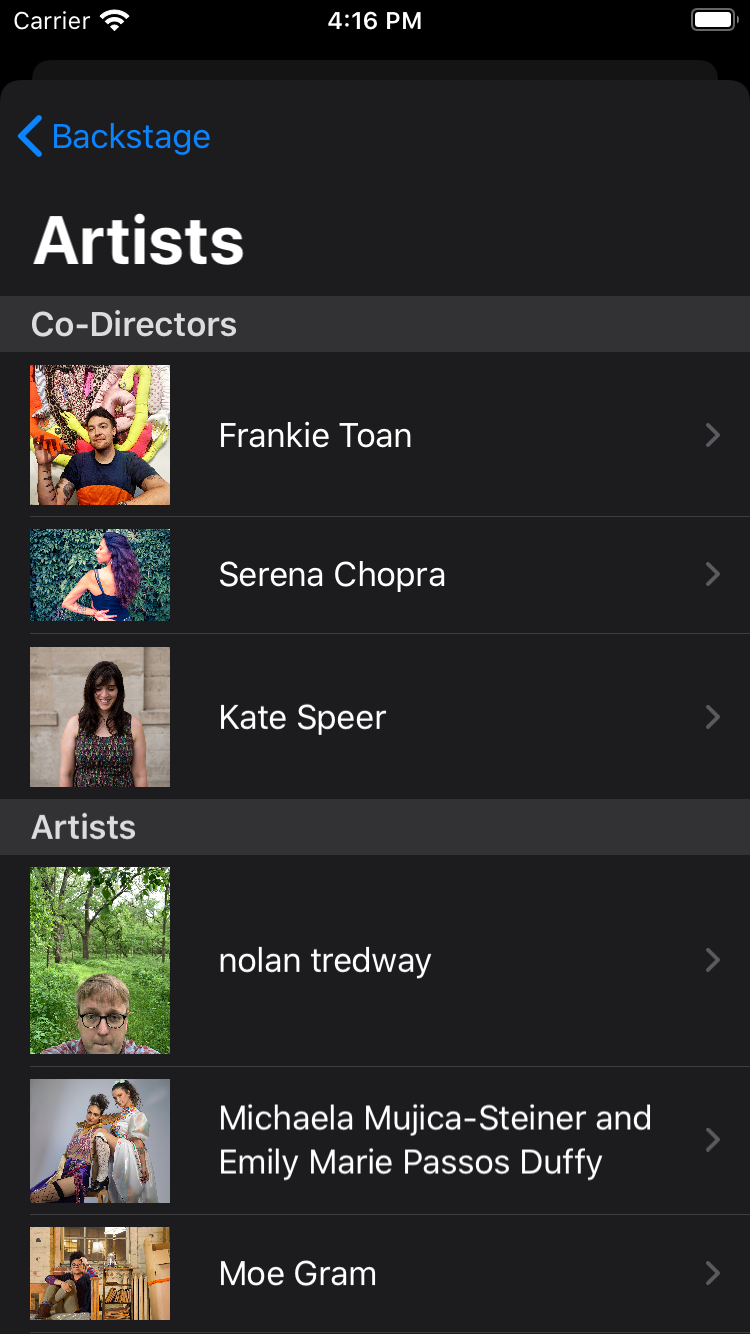 Carrier 4:16 PM
Backstage
Artists
Co-Directors
Frankie Toan
Serena Chopra
Kate Speer
Artists
nolan tredway
Michaela Mujica-Steiner and
Emily Marie Passos Duffy
Moe Gram